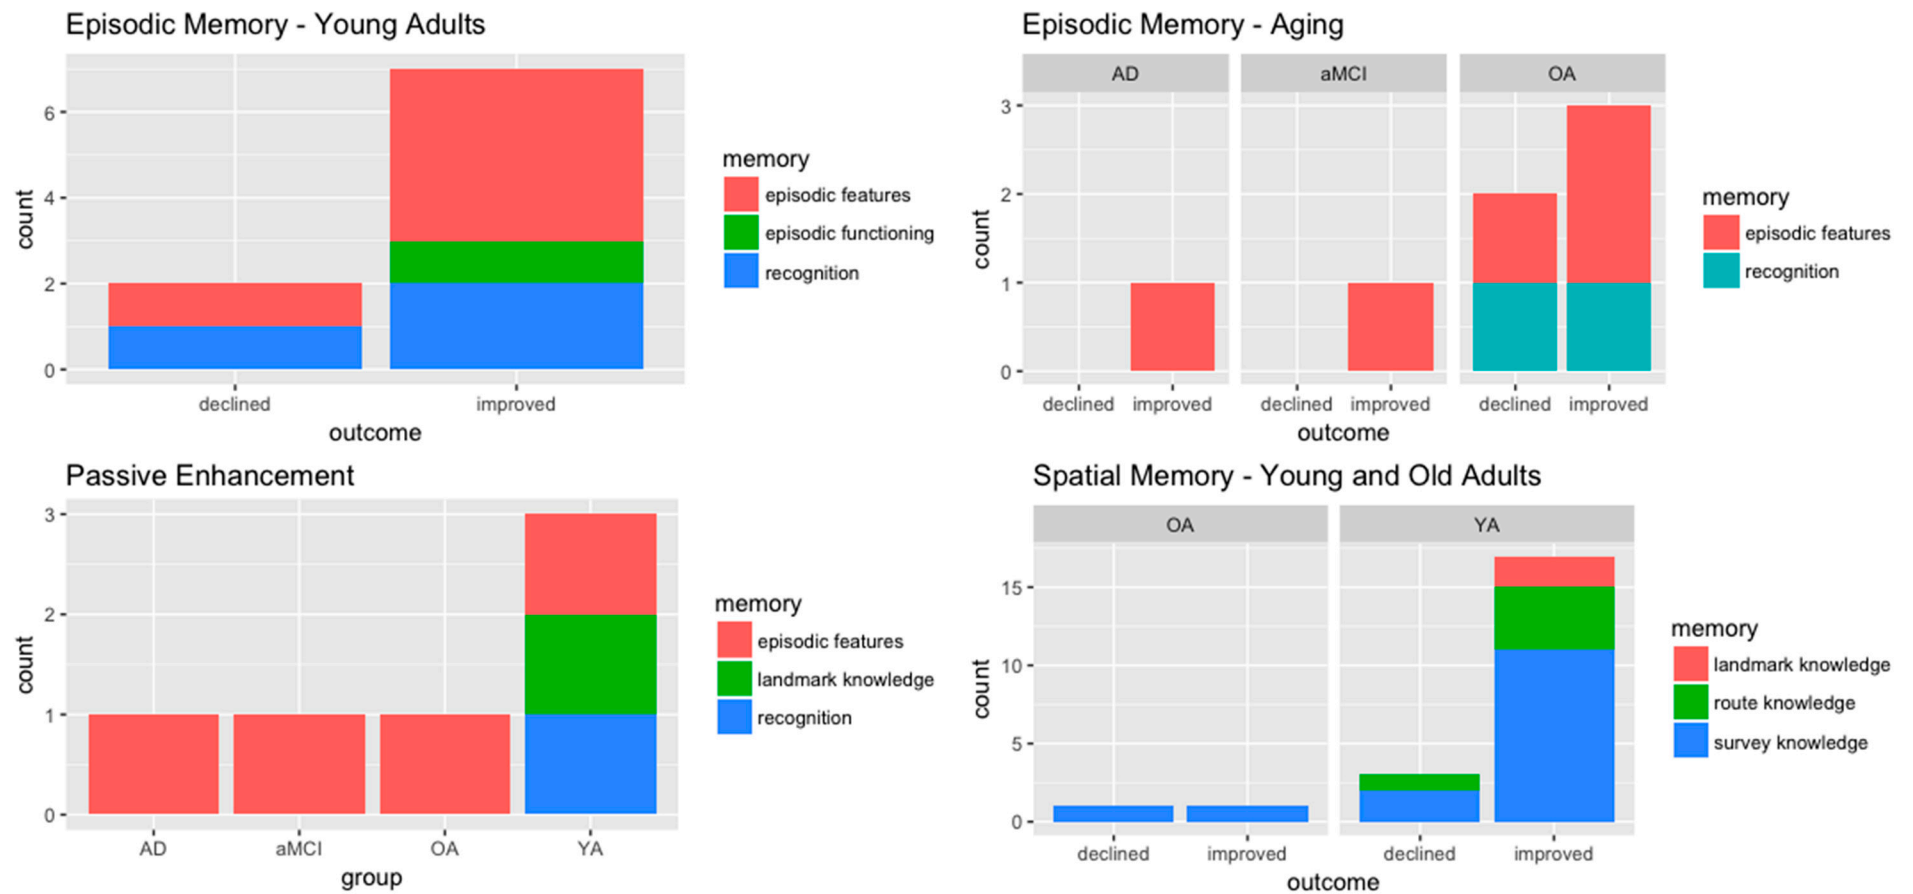 Episodic Memory - Young Adults
count
6
4
2
0
declined improved
outcome
memory
episodic features
episodic functioning
recognition
Episodic Memory - Aging
AD aMCI OA
count
3
2
1
0
declined improved declined improved declined improved
outcome
memory
episodic features
recognition
Passive Enhancement
count
3
2
1
0
AD aMCI OA YA
group
memory
episodic features
landmark knowledge
recognition
Spatial Memory - Young and Old Adults
OA YA
count
15
10
5
0
declined improved declined improved
outcome
memory
landmark knowledge
route knowledge
survey knowledge